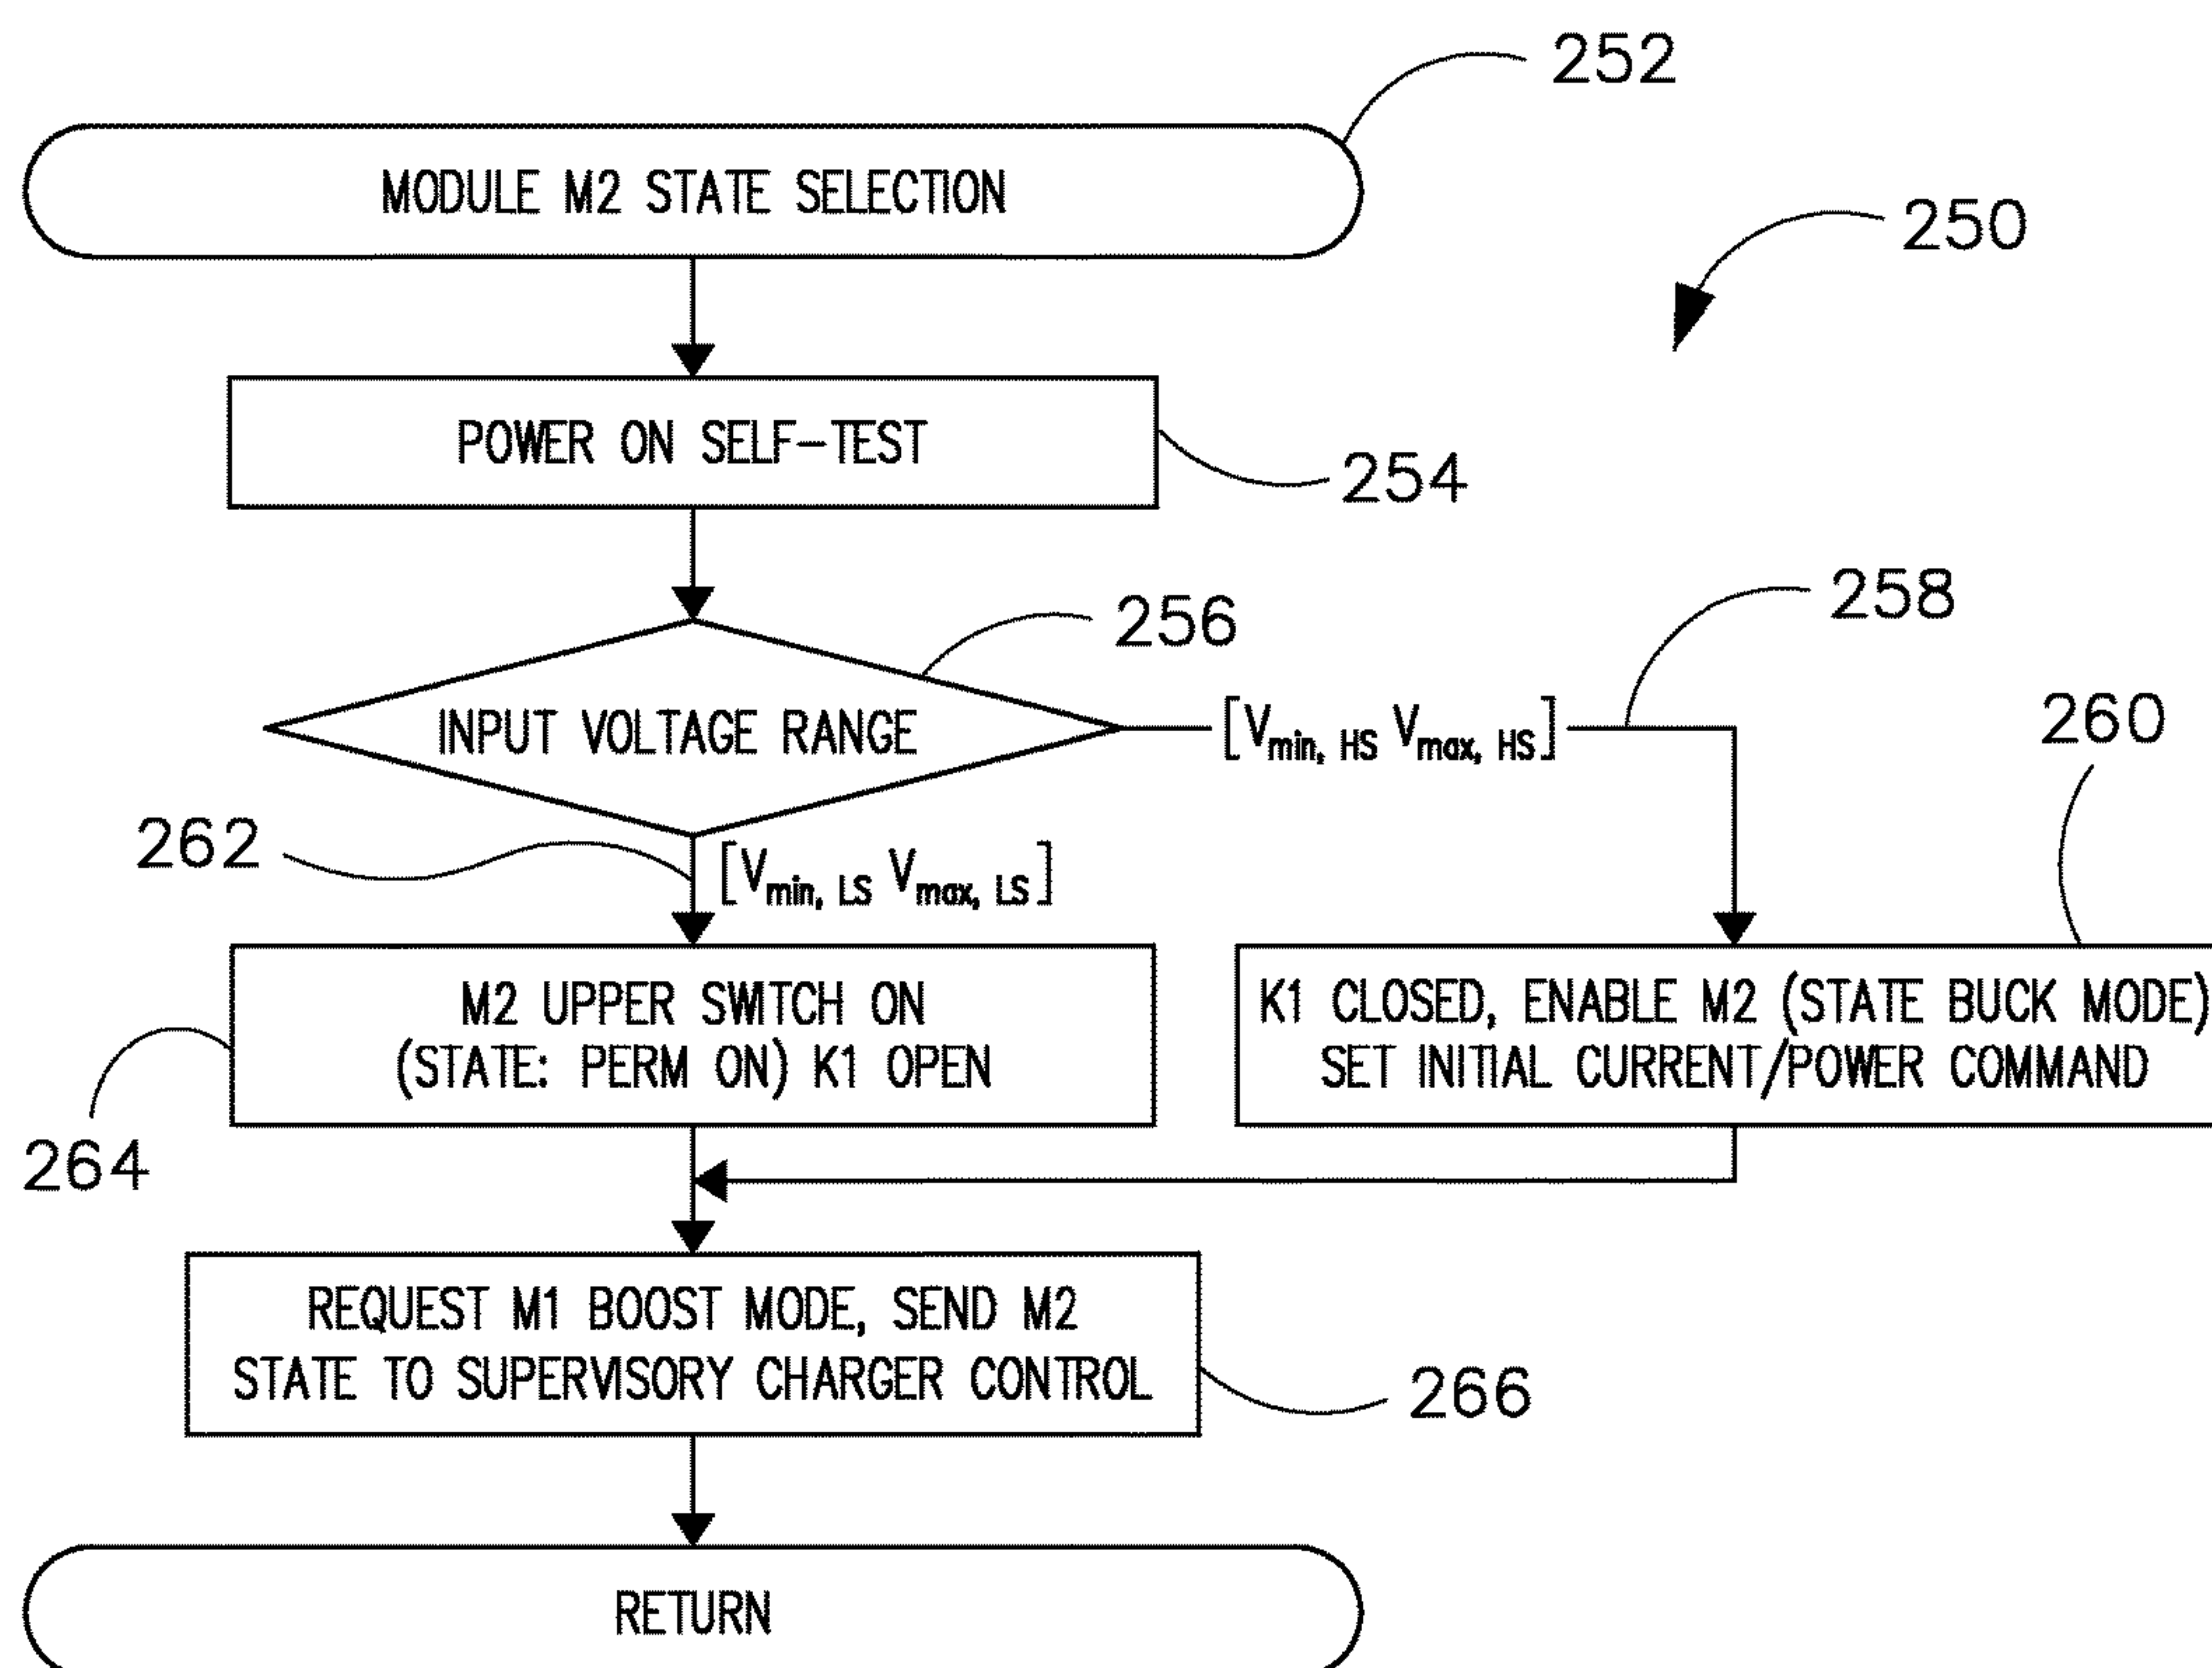 252
MODULE M2 STATE SELECTION
250
POWER ON SELF-TEST
254
256
258
INPUT VOLTAGE RANGE
[Vmin, HS Vmax, HS]
260
262
[Vmin, LS Vmax, LS]
M2 UPPER SWITCH ON
(STATE: PERM ON) K1 OPEN
K1 CLOSED, ENABLE M2 (STATE BUCK MODE)
SET INITIAL CURRENT/POWER COMMAND
264
REQUEST M1 BOOST MODE, SEND M2
STATE TO SUPERVISORY CHARGER CONTROL
266
RETURN